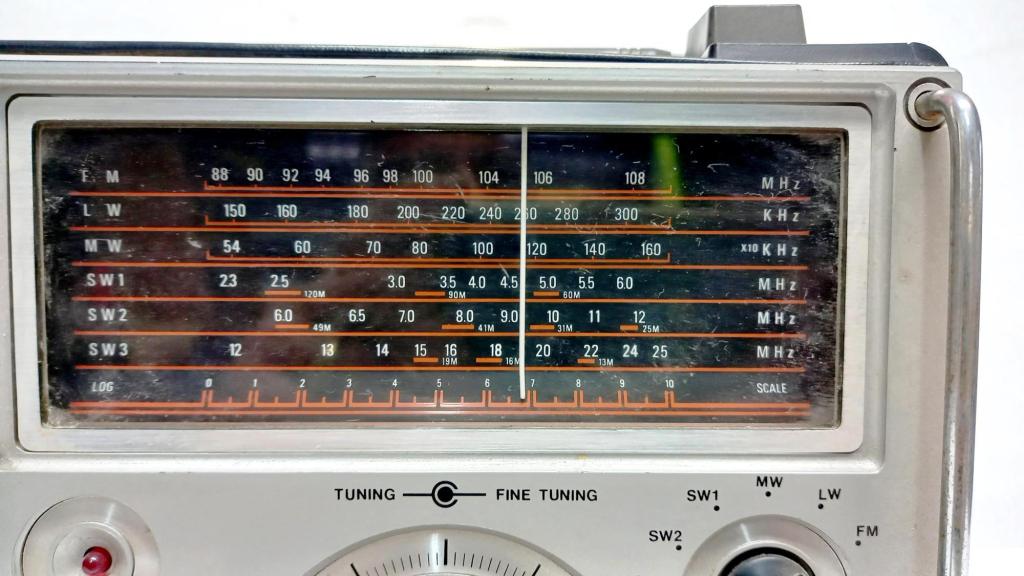 F M 88 90 92 94 96 98 100 104 106 108 MHz
L W 150 160 180 200 220 240 260 280 300 KHz
M W 54 60 70 80 100 120 140 160 X10 KHz
SW1 2.3 2.5 3.0 3.5 4.0 4.5 5.0 5.5 6.0 MHz
120M 90M 60M
SW2 6.0 6.5 7.0 8.0 9.0 10 11 12 MHz
49M 41M 31M 25M
SW3 12 13 14 15 16 18 20 22 24 25 MHz
19M 16M 13M
LOG 0 1 2 3 4 5 6 7 8 9 10 SCALE
TUNING FINE TUNING
SW2 SW1 MW LW FM